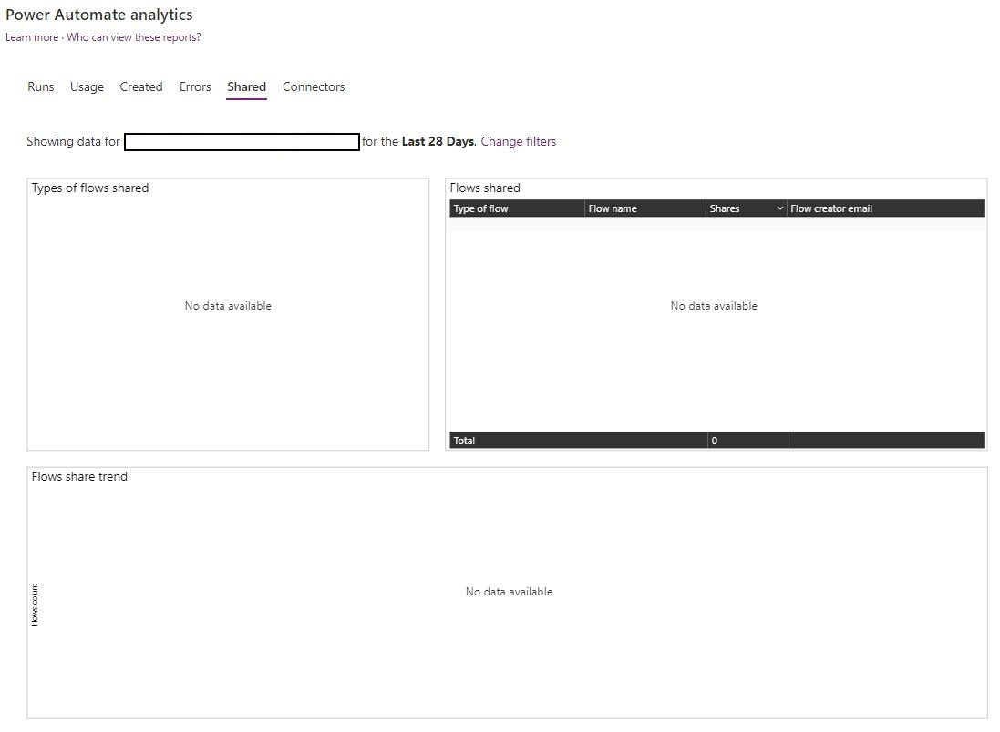 Power Automate analytics
Learn more · Who can view these reports?
Runs Usage Created Errors Shared Connectors
Showing data for for the Last 28 Days. Change filters
Types of flows shared
No data available
Flows shared
Type of flow Flow name Shares Flow creator email
No data available
Total 0
Flows share trend
Flows count
No data available